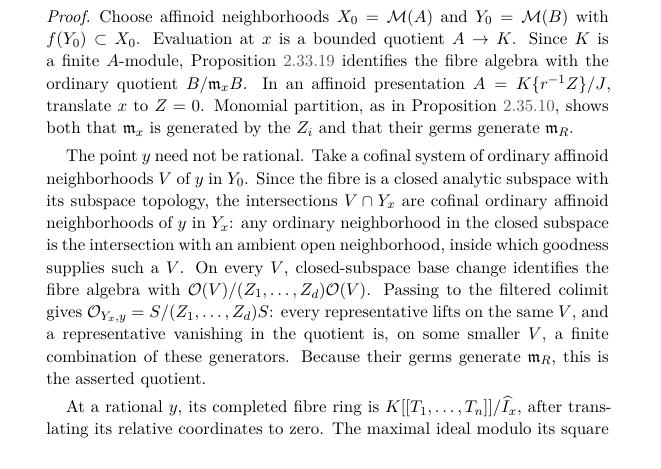 Proof. Choose affinoid neighborhoods X₀ = ℳ(A) and Y₀ = ℳ(B) with
f(Y₀) ⊂ X₀. Evaluation at x is a bounded quotient A → K. Since K is
a finite A-module, Proposition 2.33.19 identifies the fibre algebra with the
ordinary quotient B/𝔪ₓB. In an affinoid presentation A = K{r⁻¹Z}/J,
translate x to Z = 0. Monomial partition, as in Proposition 2.35.10, shows
both that 𝔪ₓ is generated by the Zᵢ and that their germs generate 𝔪_R.
The point y need not be rational. Take a cofinal system of ordinary affinoid
neighborhoods V of y in Y₀. Since the fibre is a closed analytic subspace with
its subspace topology, the intersections V ∩ Yₓ are cofinal ordinary affinoid
neighborhoods of y in Yₓ: any ordinary neighborhood in the closed subspace
is the intersection with an ambient open neighborhood, inside which goodness
supplies such a V. On every V, closed-subspace base change identifies the
fibre algebra with 𝒪(V)/(Z₁, . . . , Z_d)𝒪(V). Passing to the filtered colimit
gives 𝒪_{Yₓ,y} = S/(Z₁, . . . , Z_d)S: every representative lifts on the same V, and
a representative vanishing in the quotient is, on some smaller V, a finite
combination of these generators. Because their germs generate 𝔪_R, this is
the asserted quotient.
At a rational y, its completed fibre ring is K[[T₁, . . . , Tₙ]]/Îₓ, after trans-
lating its relative coordinates to zero. The maximal ideal modulo its square